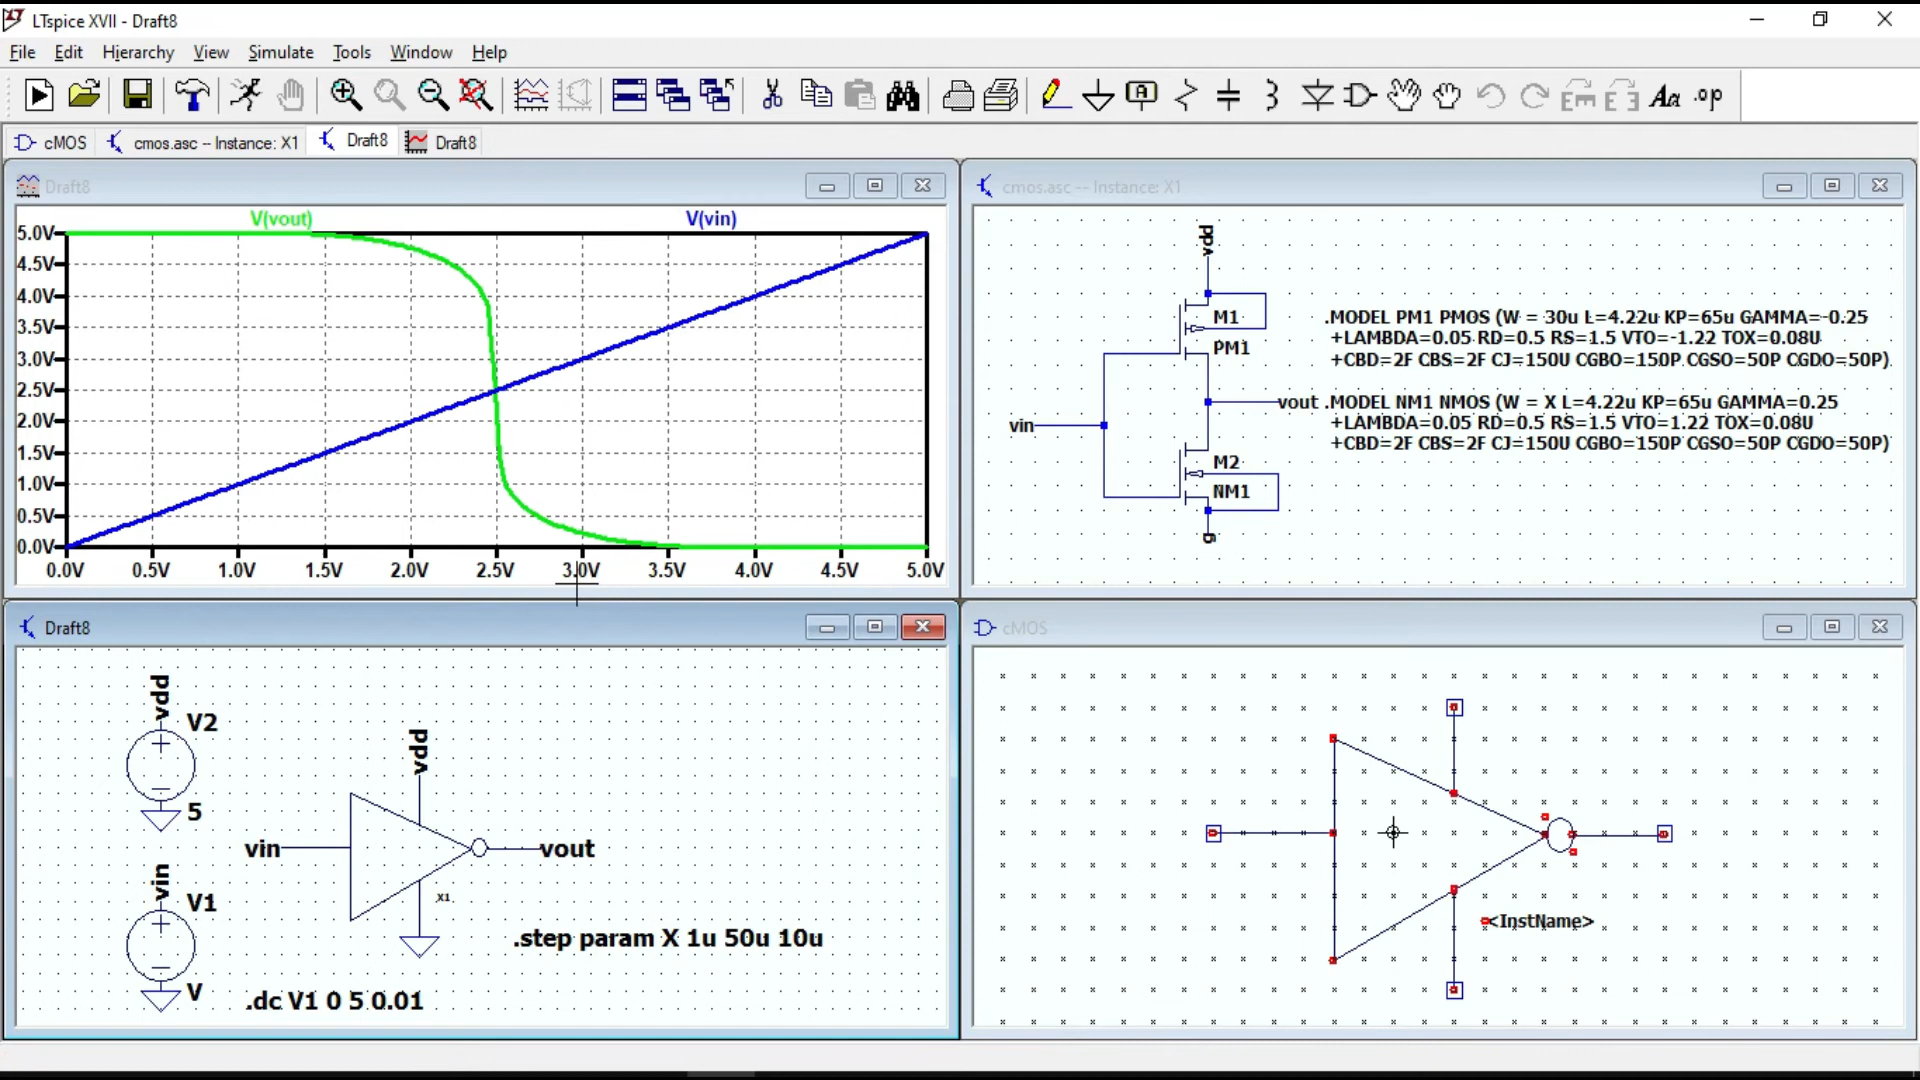 LTspice XVII - Draft8
File Edit Hierarchy View Simulate Tools Window Help
A Aa .op
cMOS cmos.asc -- Instance: X1 Draft8 Draft8
Draft8
V(vout) V(vin)
5.0V
4.5V
4.0V
3.5V
3.0V
2.5V
2.0V
1.5V
1.0V
0.5V
0.0V
0.0V 0.5V 1.0V 1.5V 2.0V 2.5V 3.0V 3.5V 4.0V 4.5V 5.0V
cmos.asc -- Instance: X1
vdd
M1
PM1
.MODEL PM1 PMOS (W = 30u L=4.22u KP=65u GAMMA=-0.25
+LAMBDA=0.05 RD=0.5 RS=1.5 VTO=-1.22 TOX=0.08U
+CBD=2F CBS=2F CJ=150U CGBO=150P CGSO=50P CGDO=50P)
vout
.MODEL NM1 NMOS (W = X L=4.22u KP=65u GAMMA=0.25
+LAMBDA=0.05 RD=0.5 RS=1.5 VTO=1.22 TOX=0.08U
+CBD=2F CBS=2F CJ=150U CGBO=150P CGSO=50P CGDO=50P)
vin
M2
NM1
g
Draft8
vdd
V2
5
vdd
vin
vout
X1
vin
V1
V
.step param X 1u 50u 10u
.dc V1 0 5 0.01
cMOS
<InstName>